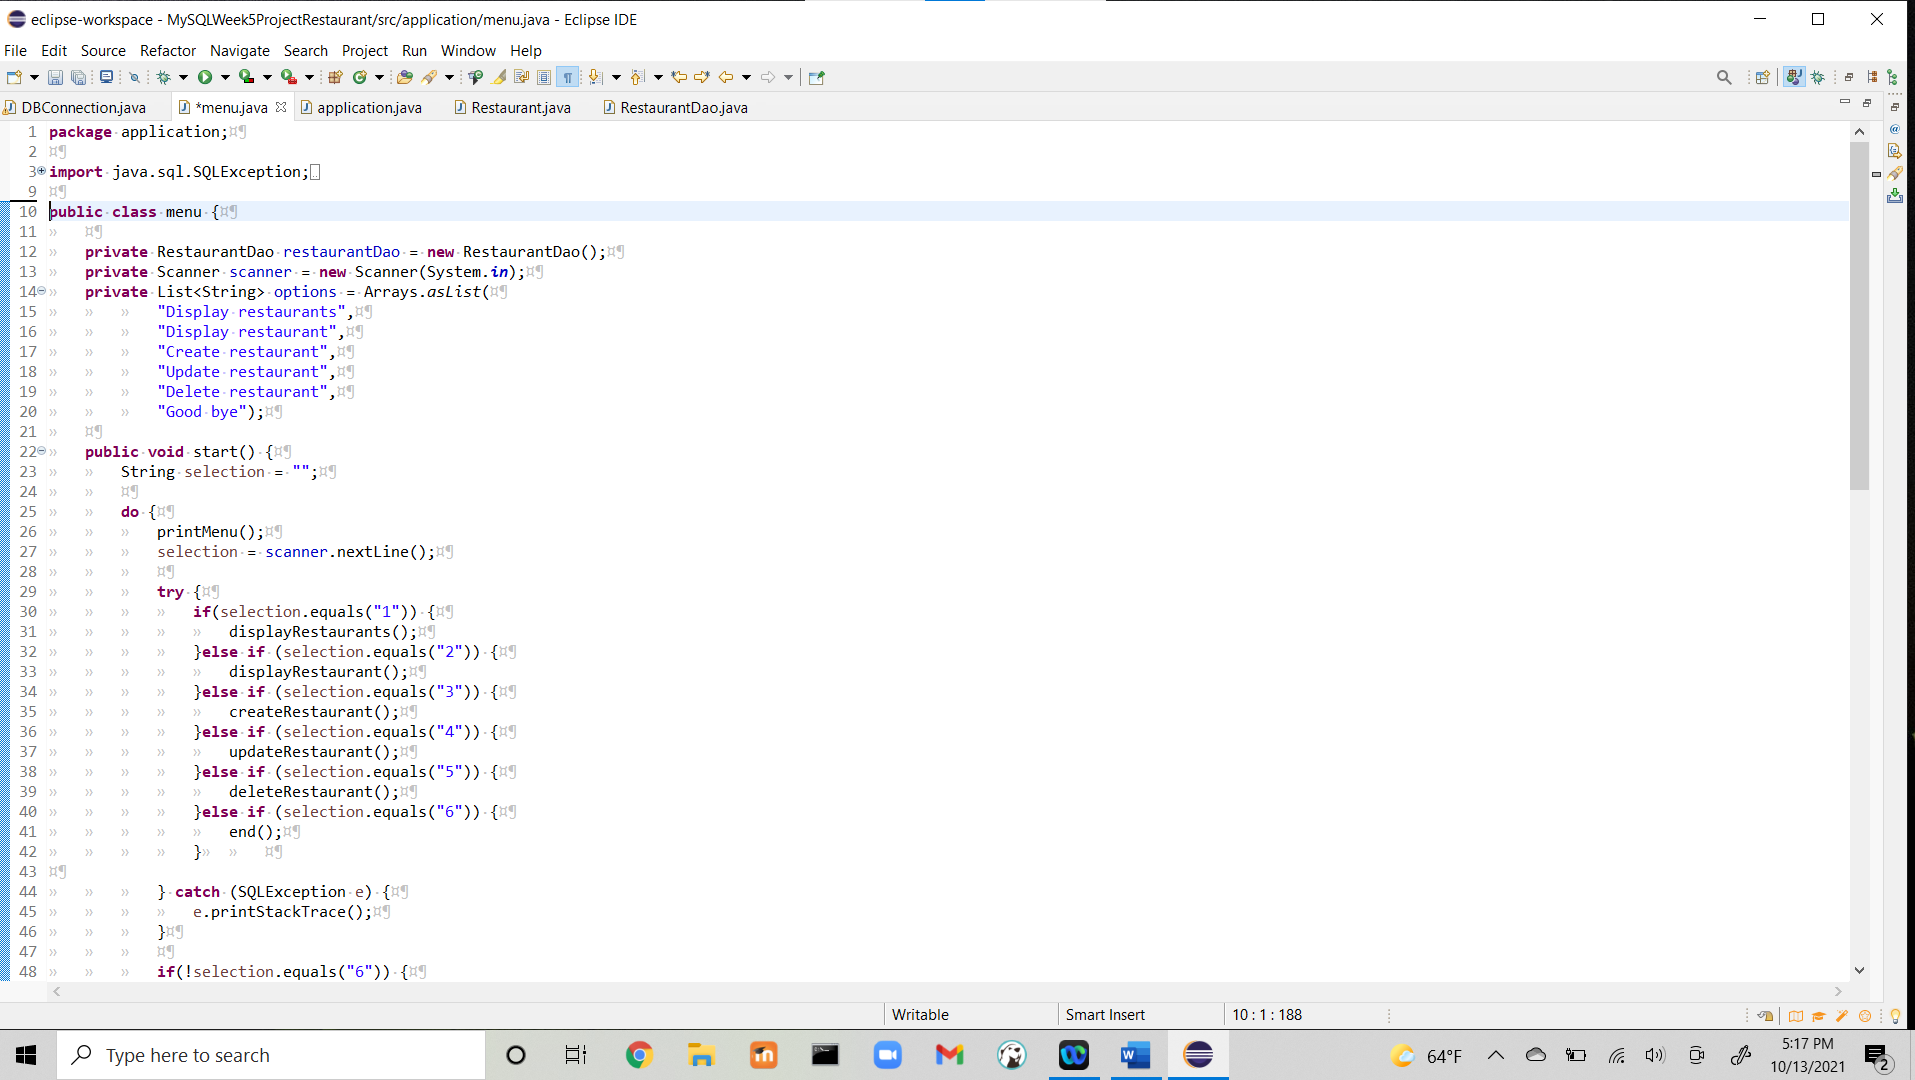 eclipse-workspace - MySQLWeek5ProjectRestaurant/src/application/menu.java - Eclipse IDE
File Edit Source Refactor Navigate Search Project Run Window Help
DBConnection.java *menu.java application.java Restaurant.java RestaurantDao.java
1 package application;
2
3 import java.sql.SQLException;
9
10 public class menu {
11
12 private RestaurantDao restaurantDao = new RestaurantDao();
13 private Scanner scanner = new Scanner(System.in);
14 private List<String> options = Arrays.asList(
15 "Display restaurants",
16 "Display restaurant",
17 "Create restaurant",
18 "Update restaurant",
19 "Delete restaurant",
20 "Good bye");
21
22 public void start() {
23 String selection = "";
24
25 do {
26 printMenu();
27 selection = scanner.nextLine();
28
29 try {
30 if(selection.equals("1")) {
31 displayRestaurants();
32 }else if (selection.equals("2")) {
33 displayRestaurant();
34 }else if (selection.equals("3")) {
35 createRestaurant();
36 }else if (selection.equals("4")) {
37 updateRestaurant();
38 }else if (selection.equals("5")) {
39 deleteRestaurant();
40 }else if (selection.equals("6")) {
41 end();
42 }
43
44 } catch (SQLException e) {
45 e.printStackTrace();
46 }
47
48 if(!selection.equals("6")) {
Writable Smart Insert 10 : 1 : 188
Type here to search 64°F 5:17 PM
10/13/2021 2